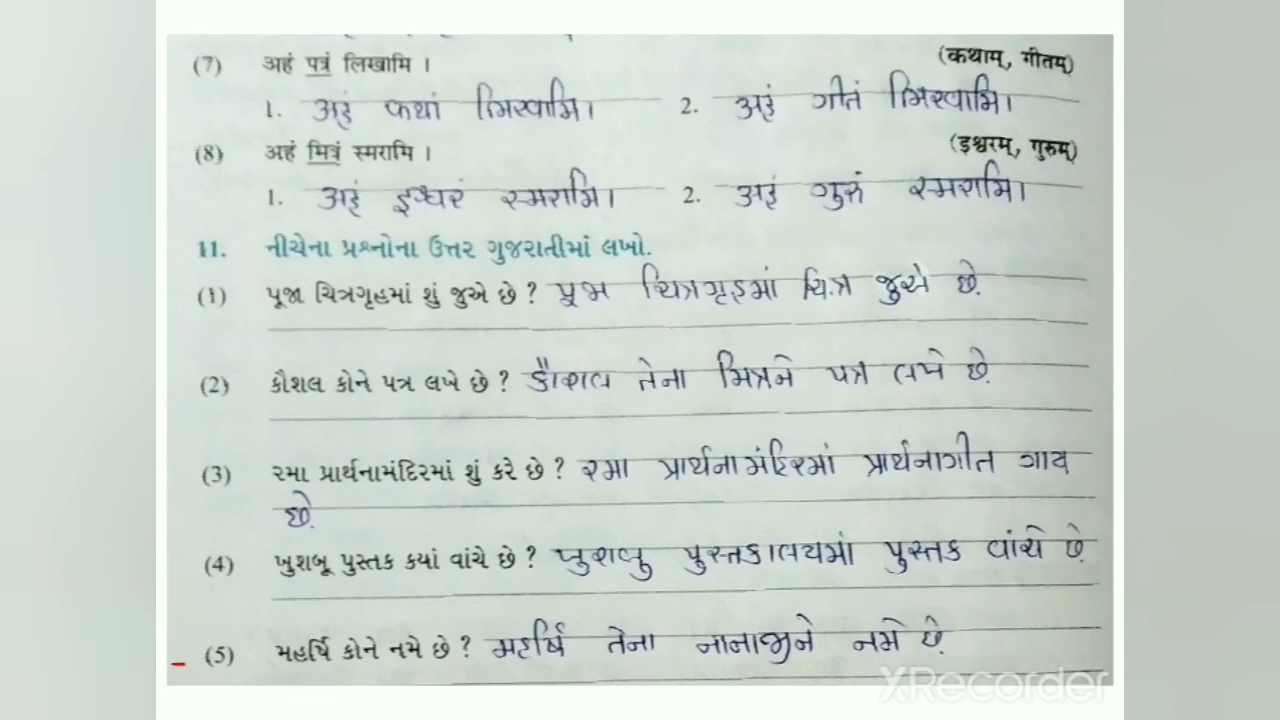 (7) अहं पत्रं लिखामि । (कथाम्, गीतम्)
1. अहं कथां लिखामि। 2. अहं गीतं लिखामि।
(8) अहं मित्रं स्मरामि । (इश्वरम्, गुरुम्)
1. अहं इश्वरं स्मरामि। 2. अहं गुरुं स्मरामि।
11. નીચેના પ્રશ્નોના ઉત્તર ગુજરાતીમાં લખો.
(1) પૂજા ચિત્રગૃહમાં શું જુએ છે ? પૂજા ચિત્રગૃહમાં ચિત્ર જુએ છે.
(2) કૌશલ કોને પત્ર લખે છે ? કૌશલ તેના મિત્રને પત્ર લખે છે.
(3) રમા પ્રાર્થનામંદિરમાં શું કરે છે ? રમા પ્રાર્થનામંદિરમાં પ્રાર્થનાગીત ગાય
છે.
(4) ખુશબૂ પુસ્તક ક્યાં વાંચે છે ? ખુશબુ પુસ્તકાલયમાં પુસ્તક વાંચે છે.
(5) મહર્ષિ કોને નમે છે ? મહર્ષિ તેના નાનાજીને નમે છે.
XRecorder